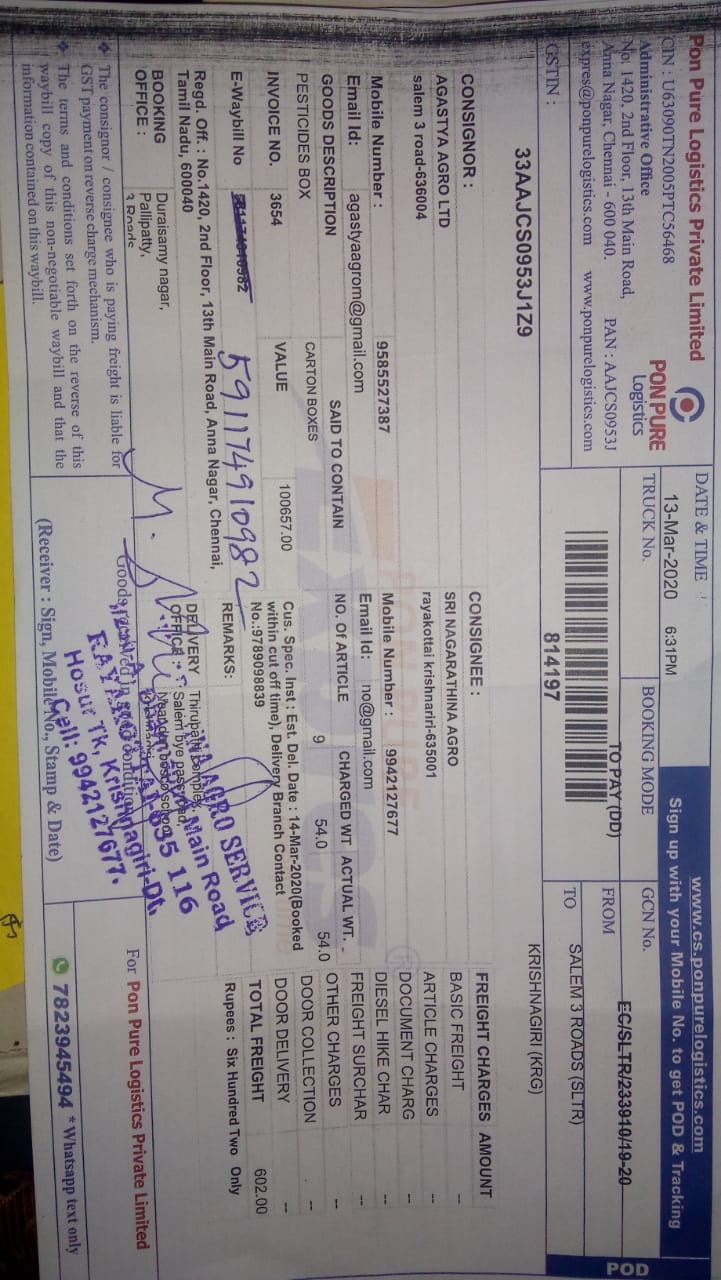 Pon Pure Logistics Private Limited
CIN : U63090TN2005PTC56468
Administrative Office
No 1420, 2nd Floor, 13th Main Road,
Anna Nagar, Chennai - 600 040. PAN : AAJCS0953J
expres@ponpurelogistics.com www.ponpurelogistics.com
PON PURE
Logistics
GSTIN :
33AAJCS0953J1Z9
DATE & TIME
13-Mar-2020 6:31PM
TRUCK No.
BOOKING MODE
TO PAY (DD)
814197
www.cs.ponpurelogistics.com
Sign up with your Mobile No. to get POD & Tracking
GCN No.
EC/SLTR/233910/19-20
FROM
SALEM 3 ROADS (SLTR)
TO
KRISHNAGIRI (KRG)
POD
CONSIGNOR :
AGASTYA AGRO LTD
salem 3 road-636004
Mobile Number : 9585527387
Email Id: agastyaagrom@gmail.com
CONSIGNEE :
SRI NAGARATHINA AGRO
rayakottai krishnariri-635001
Mobile Number : 9942127677
Email Id: no@gmail.com
GOODS DESCRIPTION SAID TO CONTAIN NO. Of ARTICLE CHARGED WT ACTUAL WT.
PESTICIDES BOX CARTON BOXES 9 54.0 54.0
INVOICE NO. 3654 VALUE 100657.00
Cus. Spec. Inst : Est. Del. Date : 14-Mar-2020(Booked
within cut off time), Delivery Branch Contact
No.:9789098839
E-Waybill No
591174910982
REMARKS:
Regd. Off. : No.1420, 2nd Floor, 13th Main Road, Anna Nagar, Chennai,
Tamil Nadu, 600040
BOOKING
OFFICE :
Duraisamy nagar,
Pallipatty,
3 Roads
DELIVERY
OFFICE :
Salem bye pass road,
FREIGHT CHARGES AMOUNT
BASIC FREIGHT --
ARTICLE CHARGES --
DOCUMENT CHARG --
DIESEL HIKE CHAR --
FREIGHT SURCHAR --
OTHER CHARGES --
DOOR COLLECTION --
DOOR DELIVERY --
TOTAL FREIGHT 602.00
Rupees : Six Hundred Two Only
❖ The consignor / consignee who is paying freight is liable for
GST payment on reverse charge mechanism.
❖ The terms and conditions set forth on the reverse of this
waybill copy of this non-negotiable waybill and that the
information contained on this waybill.
AGRO SERVICE
Main Road
635 116
Hosur Tk, Krishnagiri-Dt.
Cell: 9942127677.
(Receiver : Sign, Mobile No., Stamp & Date)
For Pon Pure Logistics Private Limited
7823945494 *Whatsapp text only